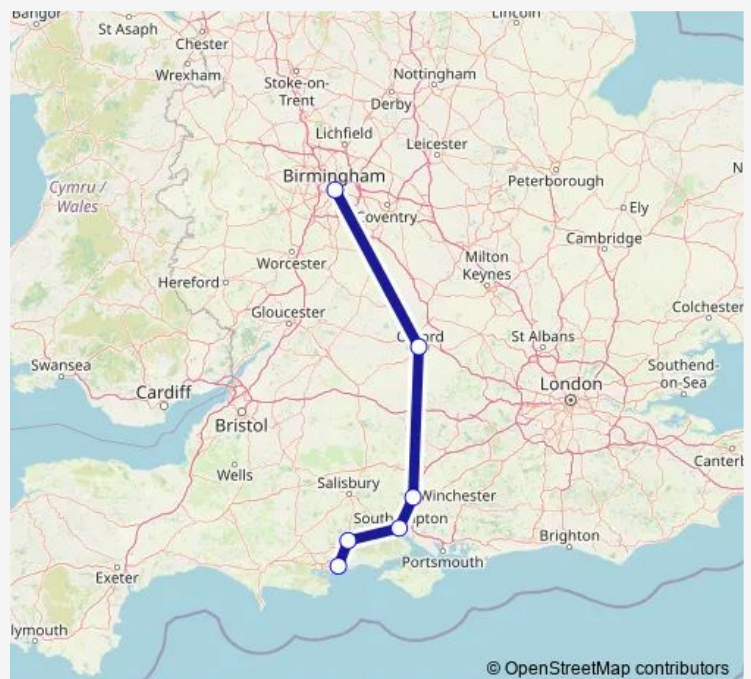 Bangor
Lincoln
St Asaph
Chester
Wrexham
Stoke-on-
Trent
Nottingham
Derby
Lichfield
Leicester
Birmingham
Peterborough
Cymru /
Wales
Coventry
Ely
Cambridge
Worcester
Milton
Keynes
Hereford
Gloucester
Colchester
St Albans
Swansea
Southend-
on-Sea
London
Cardiff
Bristol
Wells
Salisbury
Winchester
Brighton
Portsmouth
Exeter
© OpenStreetMap contributors